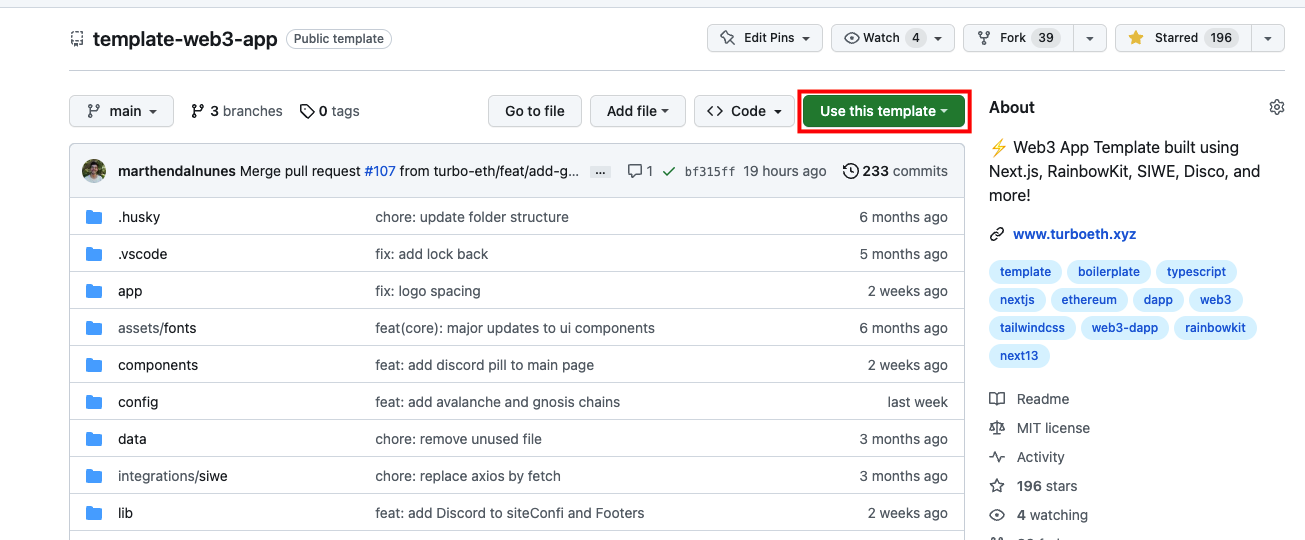 template-web3-app Public template Edit Pins Watch 4 Fork 39 Starred 196
main 3 branches 0 tags Go to file Add file Code Use this template
marthendalnunes Merge pull request #107 from turbo-eth/feat/add-g... ... 1 bf315ff 19 hours ago 233 commits
.husky chore: update folder structure 6 months ago
.vscode fix: add lock back 5 months ago
app fix: logo spacing 2 weeks ago
assets/fonts feat(core): major updates to ui components 6 months ago
components feat: add discord pill to main page 2 weeks ago
config feat: add avalanche and gnosis chains last week
data chore: remove unused file 3 months ago
integrations/siwe chore: replace axios by fetch 3 months ago
lib feat: add Discord to siteConfi and Footers 2 weeks ago
About
⚡ Web3 App Template built using
Next.js, RainbowKit, SIWE, Disco, and
more!
www.turboeth.xyz
template boilerplate typescript
nextjs ethereum dapp web3
tailwindcss web3-dapp rainbowkit
next13
Readme
MIT license
Activity
196 stars
4 watching